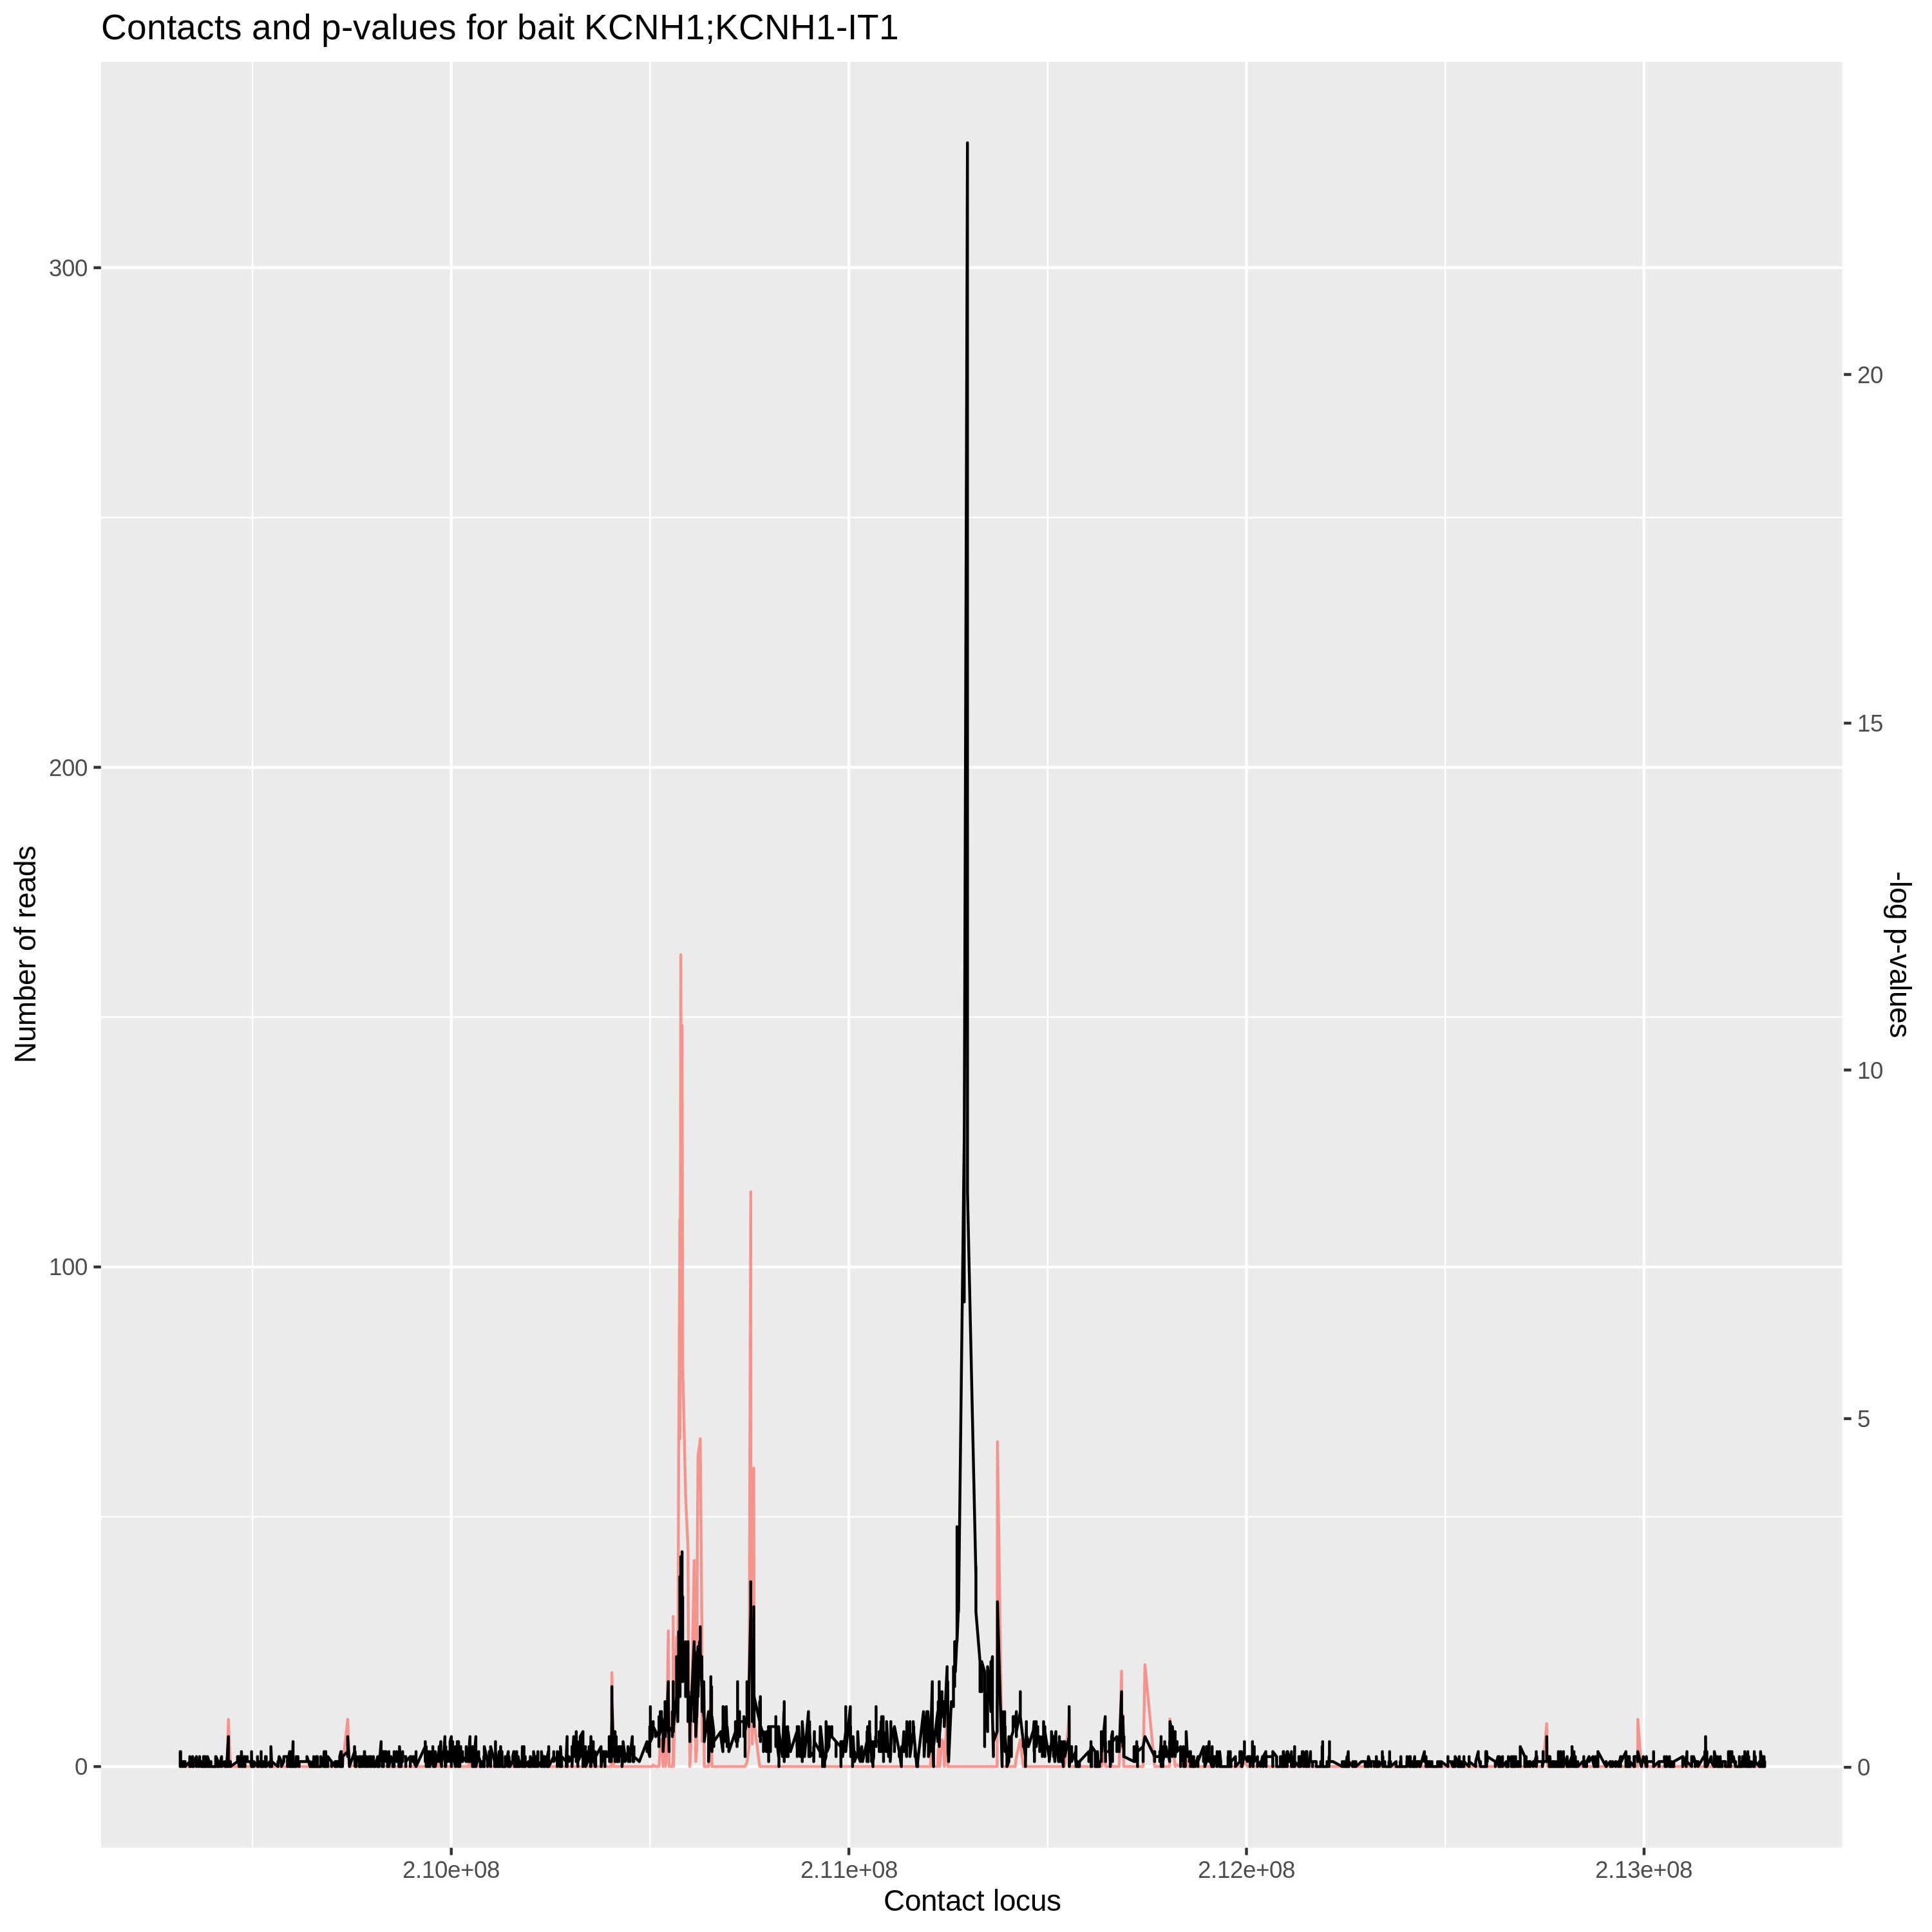 Contacts and p-values for bait KCNH1;KCNH1-IT1
300
200
100
0
Number of reads
20
15
10
5
0
-log p-values
2.10e+08
2.11e+08
2.12e+08
2.13e+08
Contact locus